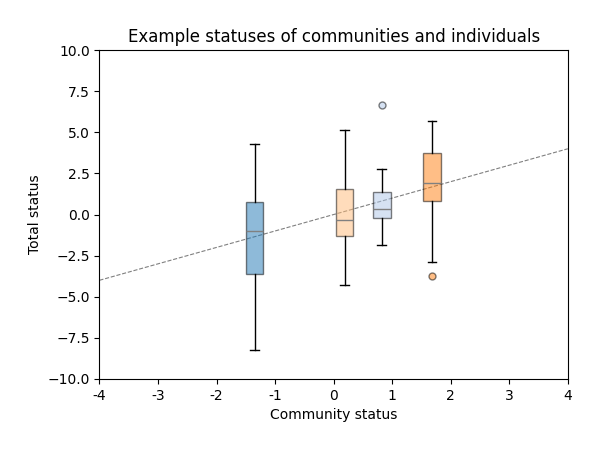 Example statuses of communities and individuals
10.0
7.5
5.0
2.5
0.0
−2.5
−5.0
−7.5
−10.0
Total status
-4 -3 -2 -1 0 1 2 3 4
Community status